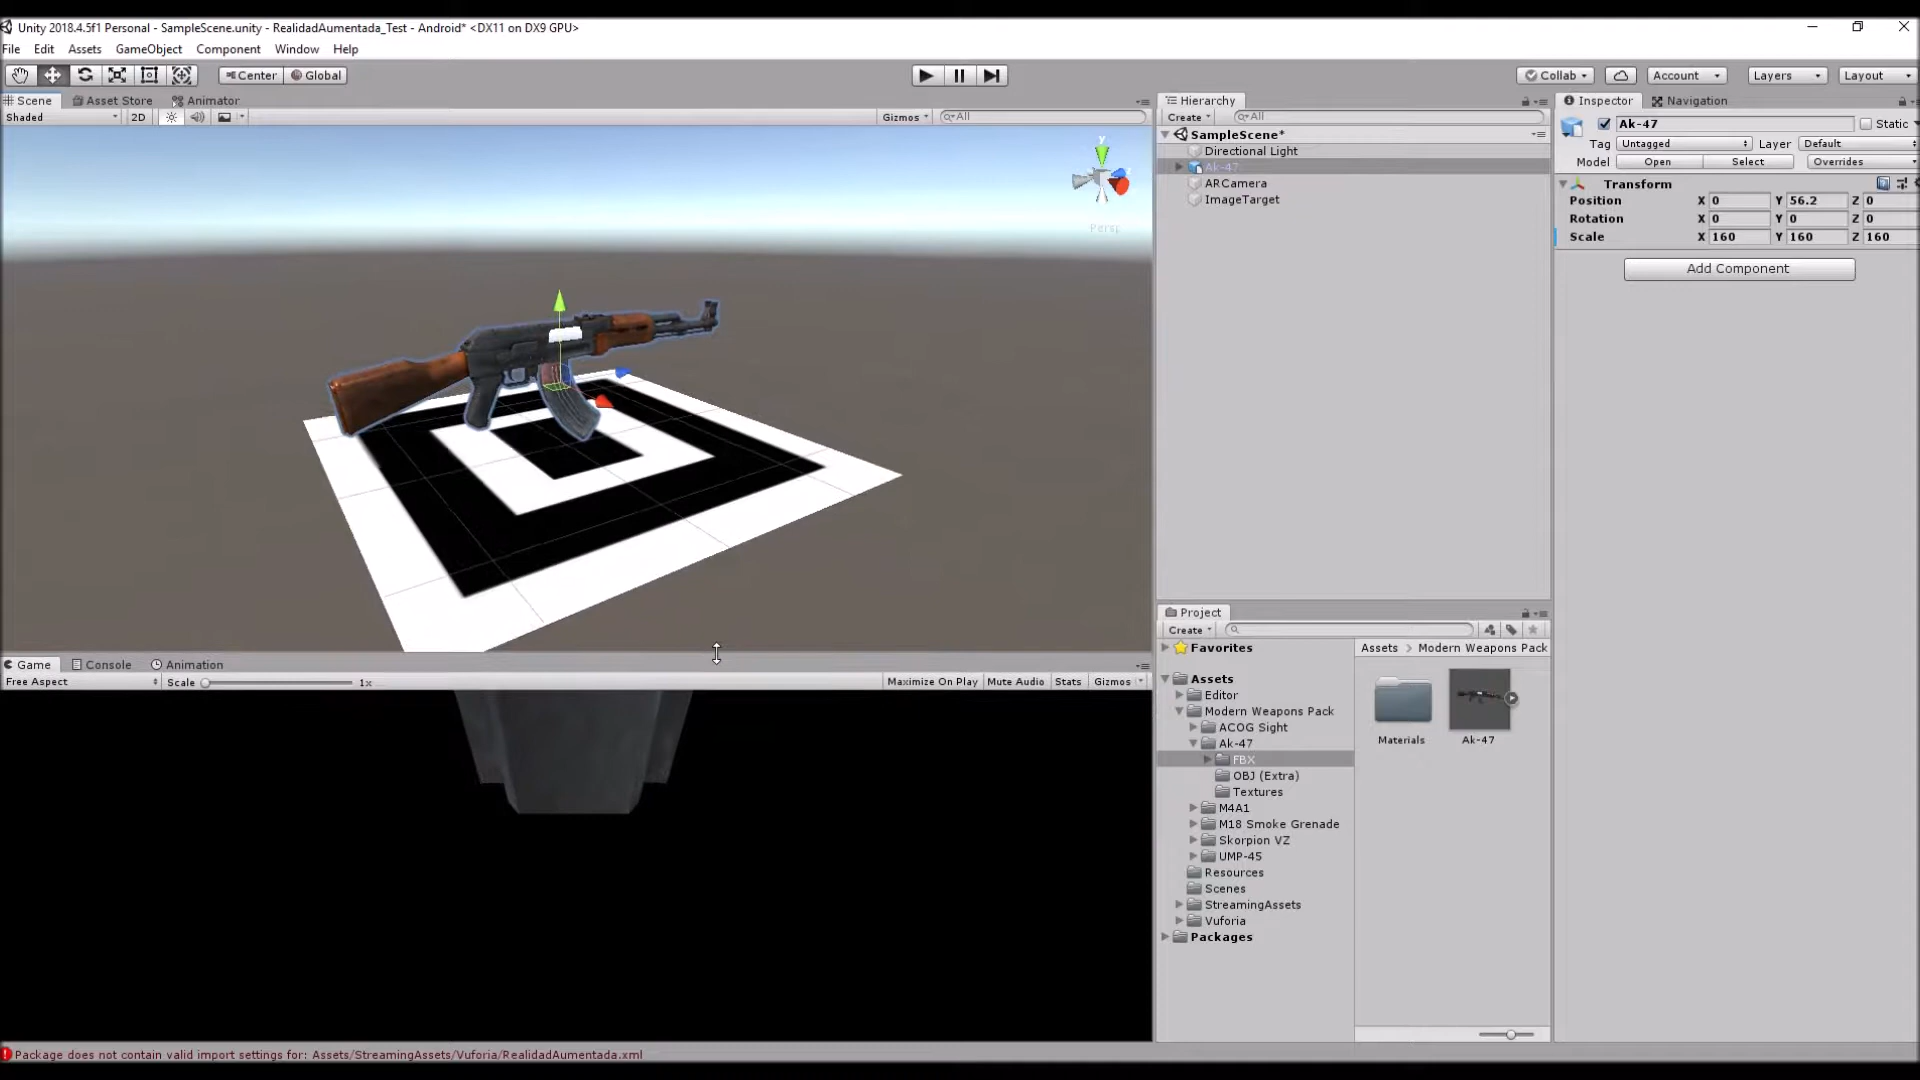 Unity 2018.4.5f1 Personal - SampleScene.unity - RealidadAumentada_Test - Android* <DX11 on DX9 GPU>
File Edit Assets GameObject Component Window Help
Center Global Collab Account Layers Layout
Scene Asset Store Animator
Shaded 2D Gizmos All
y
Persp
Hierarchy
Create All
SampleScene*
Directional Light
Ak-47
ARCamera
ImageTarget
Inspector Navigation
Ak-47 Static
Tag Untagged Layer Default
Model Open Select Overrides
Transform
Position X 0 Y 56.2 Z 0
Rotation X 0 Y 0 Z 0
Scale X 160 Y 160 Z 160
Add Component
Game Console Animation
Free Aspect Scale 1x Maximize On Play Mute Audio Stats Gizmos
Project
Create
Favorites
Assets
Editor
Modern Weapons Pack
ACOG Sight
Ak-47
FBX
OBJ (Extra)
Textures
M4A1
M18 Smoke Grenade
Skorpion VZ
UMP-45
Resources
Scenes
StreamingAssets
Vuforia
Packages
Assets > Modern Weapons Pack
Materials
Ak-47
Package does not contain valid import settings for: Assets/StreamingAssets/Vuforia/RealidadAumentada.xml